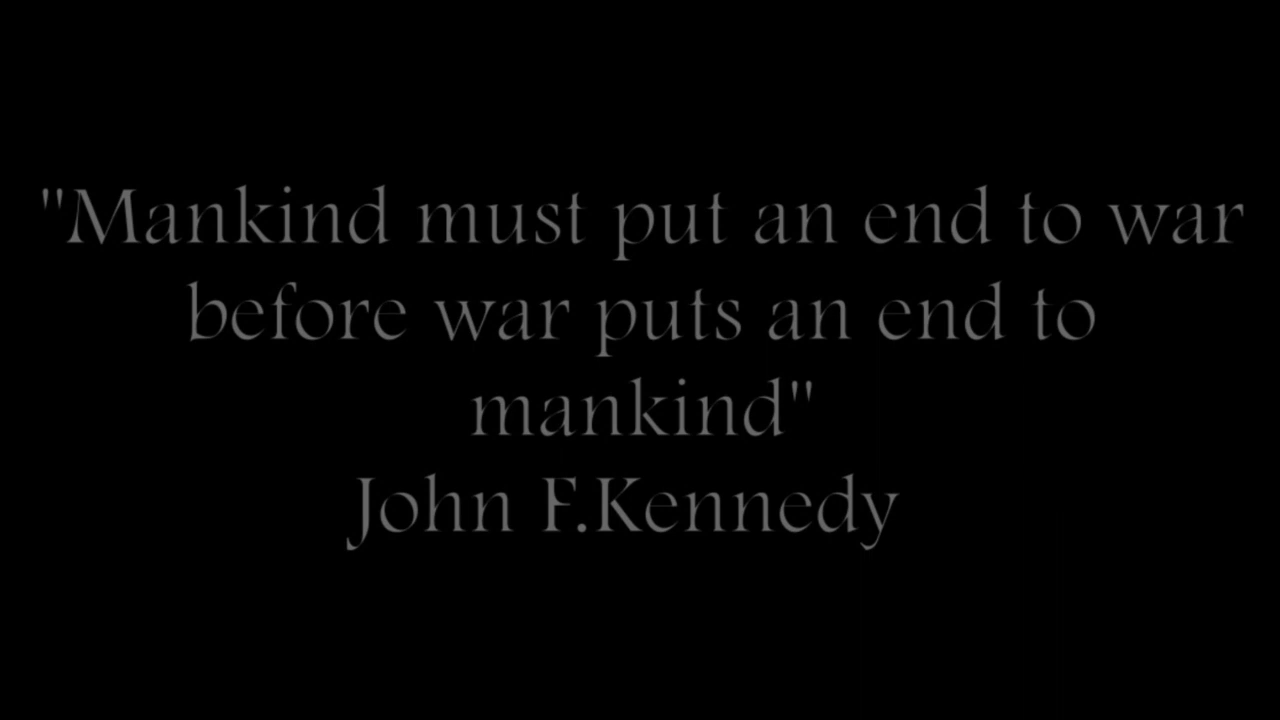 "Mankind must put an end to war
before war puts an end to
mankind"
John F.Kennedy